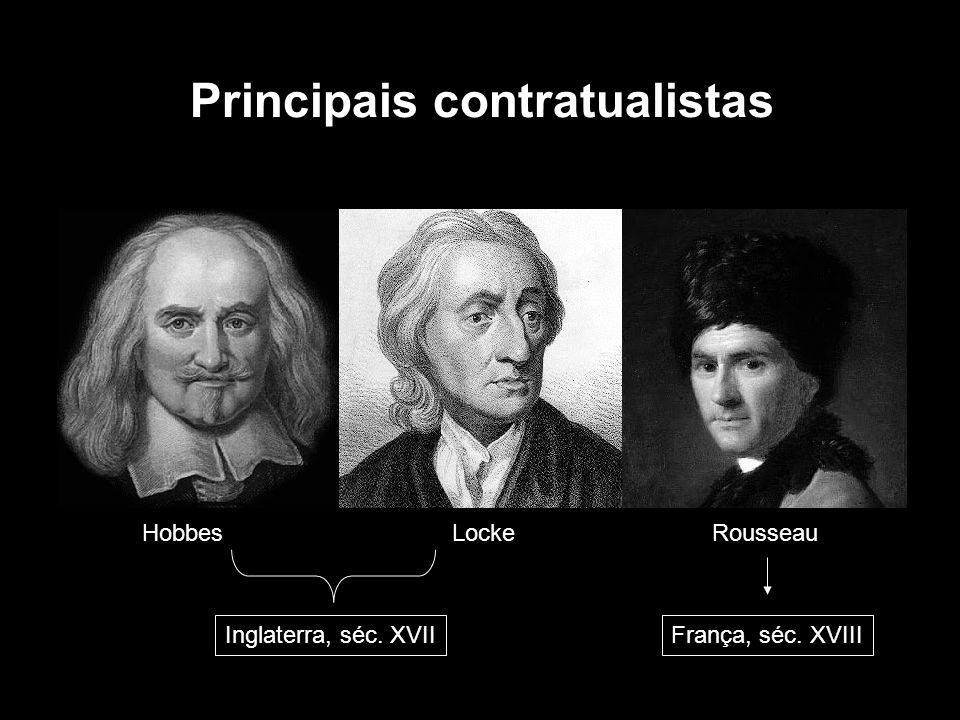 Principais contratualistas
Hobbes
Locke
Rousseau
Inglaterra, séc. XVII
França, séc. XVIII